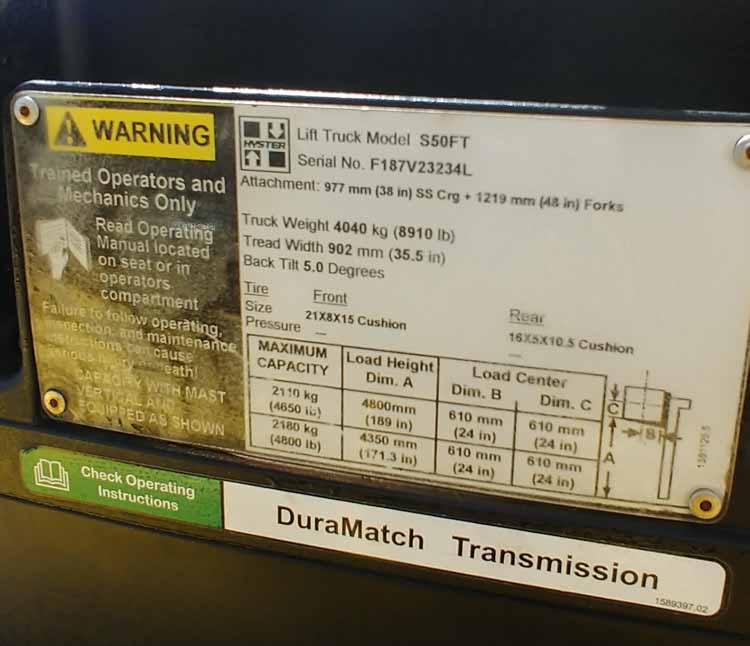 WARNING
Trained Operators and
Mechanics Only
Read Operating
Manual located
on seat or in
operators
compartment
Failure to follow operating,
inspection, and maintenance
instructions can cause
serious injury or death!
CAPACITY WITH MAST
VERTICAL AND
EQUIPPED AS SHOWN
HYSTER
Lift Truck Model S50FT
Serial No. F187V23234L
Attachment: 977 mm (38 in) SS Crg + 1219 mm (48 in) Forks
Truck Weight 4040 kg (8910 lb)
Tread Width 902 mm (35.5 in)
Back Tilt 5.0 Degrees
Tire Front Rear
Size 21X8X15 Cushion 16X5X10.5 Cushion
Pressure — —
MAXIMUM CAPACITY Load Height Dim. A Load Center Dim. B Dim. C
2110 kg 4800mm 610 mm 610 mm
(4650 lb) (189 in) (24 in) (24 in)
2180 kg 4350 mm 610 mm 610 mm
(4800 lb) (171.3 in) (24 in) (24 in)
C
B
A
Check Operating
Instructions
DuraMatch Transmission
1589397.02